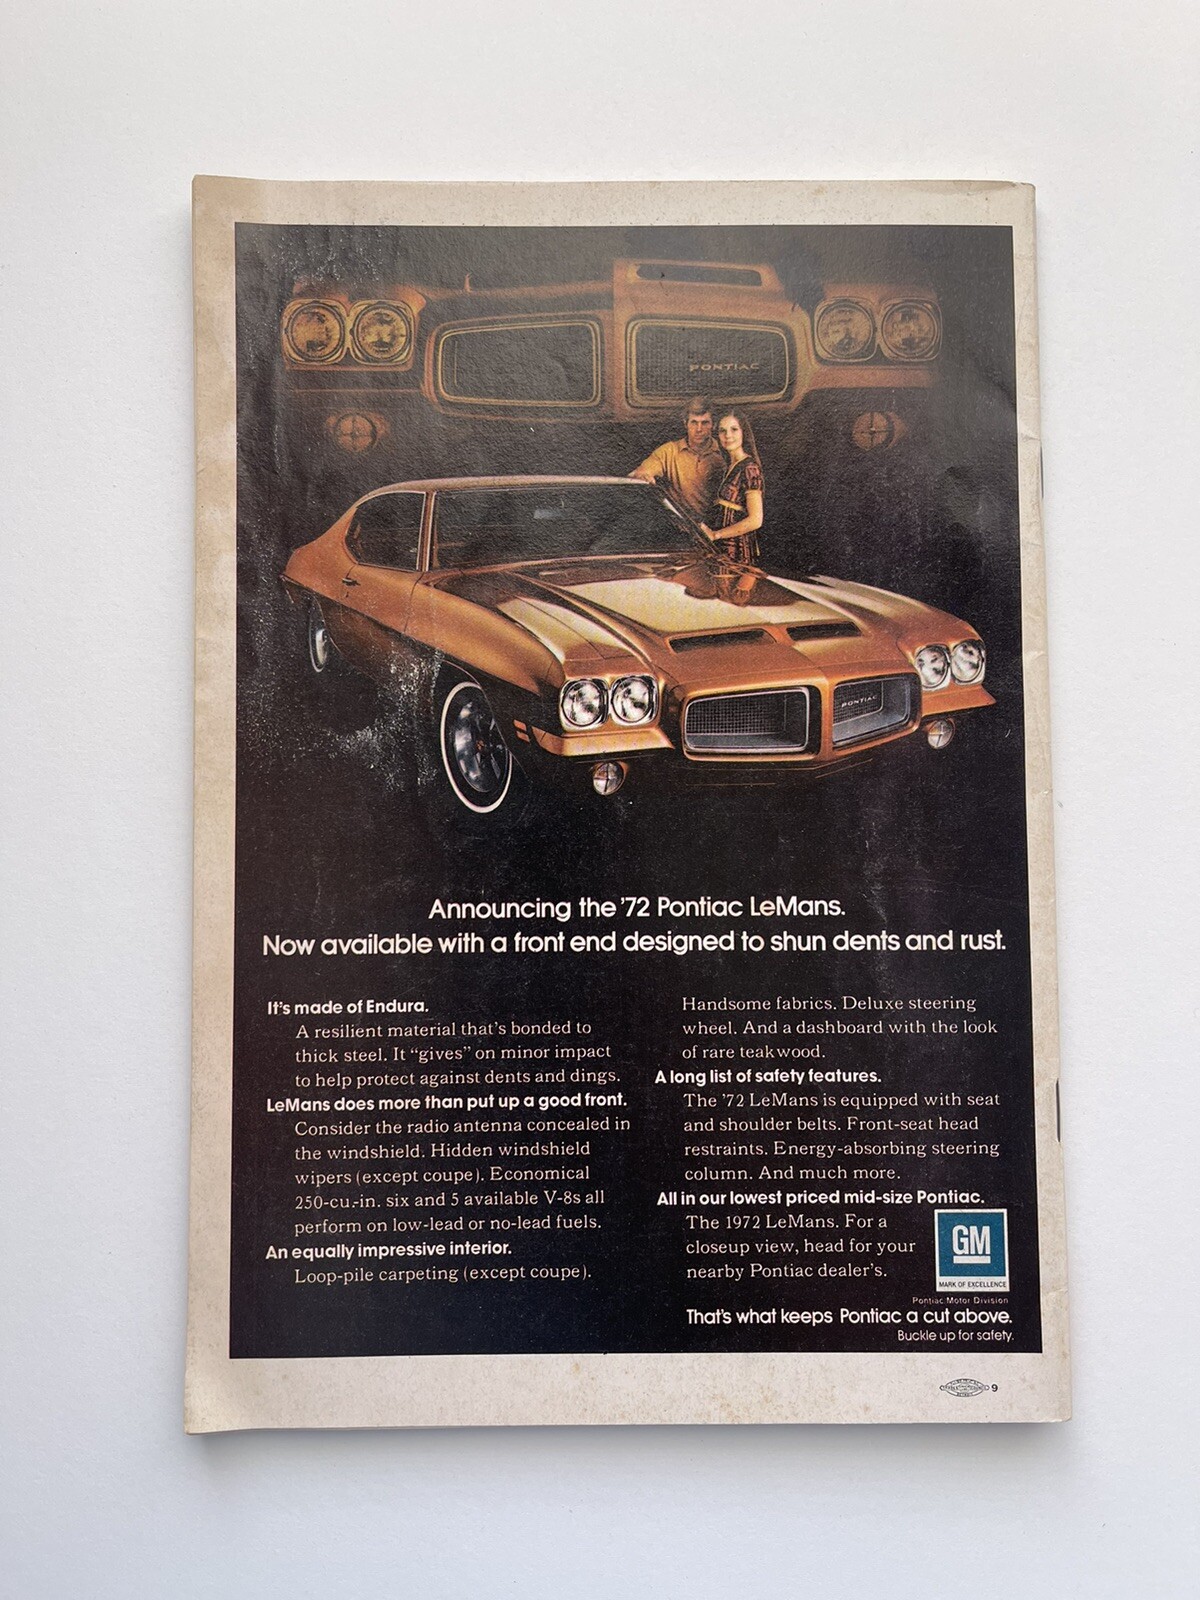 PONTIAC
PONTIAC
Announcing the '72 Pontiac LeMans.
Now available with a front end designed to shun dents and rust.
It's made of Endura.
A resilient material that's bonded to
thick steel. It "gives" on minor impact
to help protect against dents and dings.
LeMans does more than put up a good front.
Consider the radio antenna concealed in
the windshield. Hidden windshield
wipers (except coupe). Economical
250-cu.-in. six and 5 available V-8s all
perform on low-lead or no-lead fuels.
An equally impressive interior.
Loop-pile carpeting (except coupe).
Handsome fabrics. Deluxe steering
wheel. And a dashboard with the look
of rare teakwood.
A long list of safety features.
The '72 LeMans is equipped with seat
and shoulder belts. Front-seat head
restraints. Energy-absorbing steering
column. And much more.
All in our lowest priced mid-size Pontiac.
The 1972 LeMans. For a
closeup view, head for your
nearby Pontiac dealer's.
GM
MARK OF EXCELLENCE
Pontiac Motor Division
That's what keeps Pontiac a cut above.
Buckle up for safety.
9